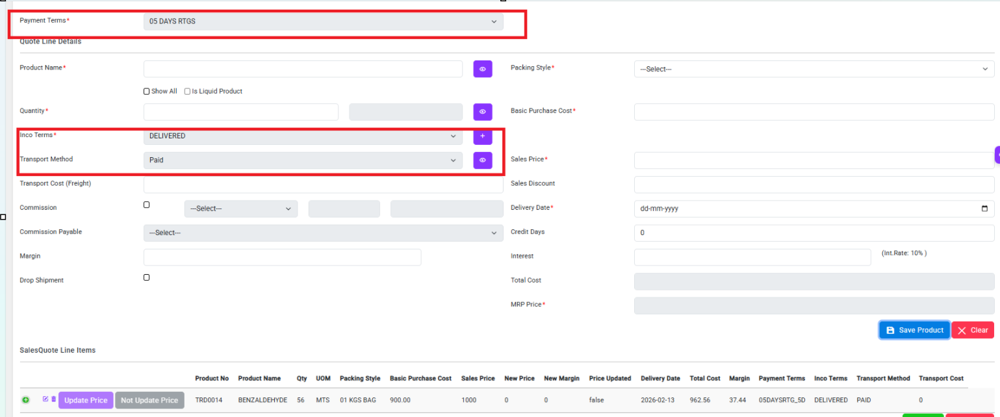 Payment Terms* 05 DAYS RTGS
Quote Line Details
Product Name* Packing Style* ---Select---
Show All Is Liquid Product
Quantity* Basic Purchase Cost*
Inco Terms* DELIVERED +
Transport Method Paid Sales Price*
Transport Cost (Freight) Sales Discount
Commission ---Select--- Delivery Date* dd-mm-yyyy
Commission Payable ---Select--- Credit Days 0
Margin Interest (Int.Rate: 10% )
Drop Shipment Total Cost
MRP Price*
Save Product Clear
SalesQuote Line Items
Product No Product Name Qty UOM Packing Style Basic Purchase Cost Sales Price New Price New Margin Price Updated Delivery Date Total Cost Margin Payment Terms Inco Terms Transport Method Transport Cost
Update Price Not Update Price TRD0014 BENZALDEHYDE 56 MTS 01 KGS BAG 900.00 1000 0 0 false 2026-02-13 962.56 37.44 05DAYSRTG_5D DELIVERED PAID 0